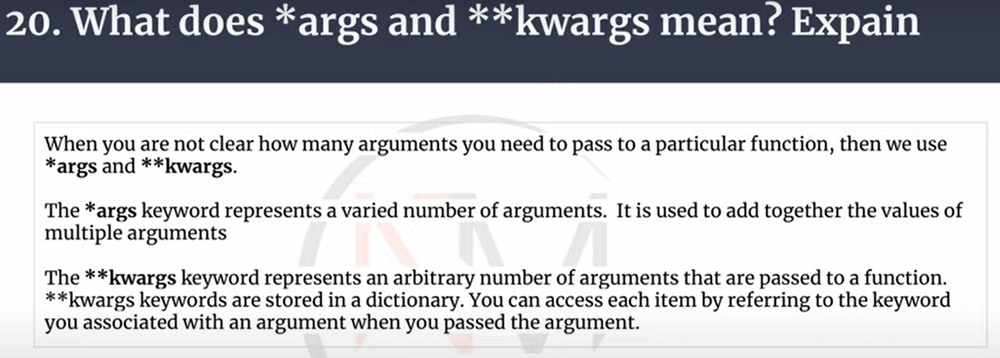 20. What does *args and **kwargs mean? Expain
When you are not clear how many arguments you need to pass to a particular function, then we use
*args and **kwargs.
The *args keyword represents a varied number of arguments.  It is used to add together the values of
multiple arguments
The **kwargs keyword represents an arbitrary number of arguments that are passed to a function.
**kwargs keywords are stored in a dictionary. You can access each item by referring to the keyword
you associated with an argument when you passed the argument.